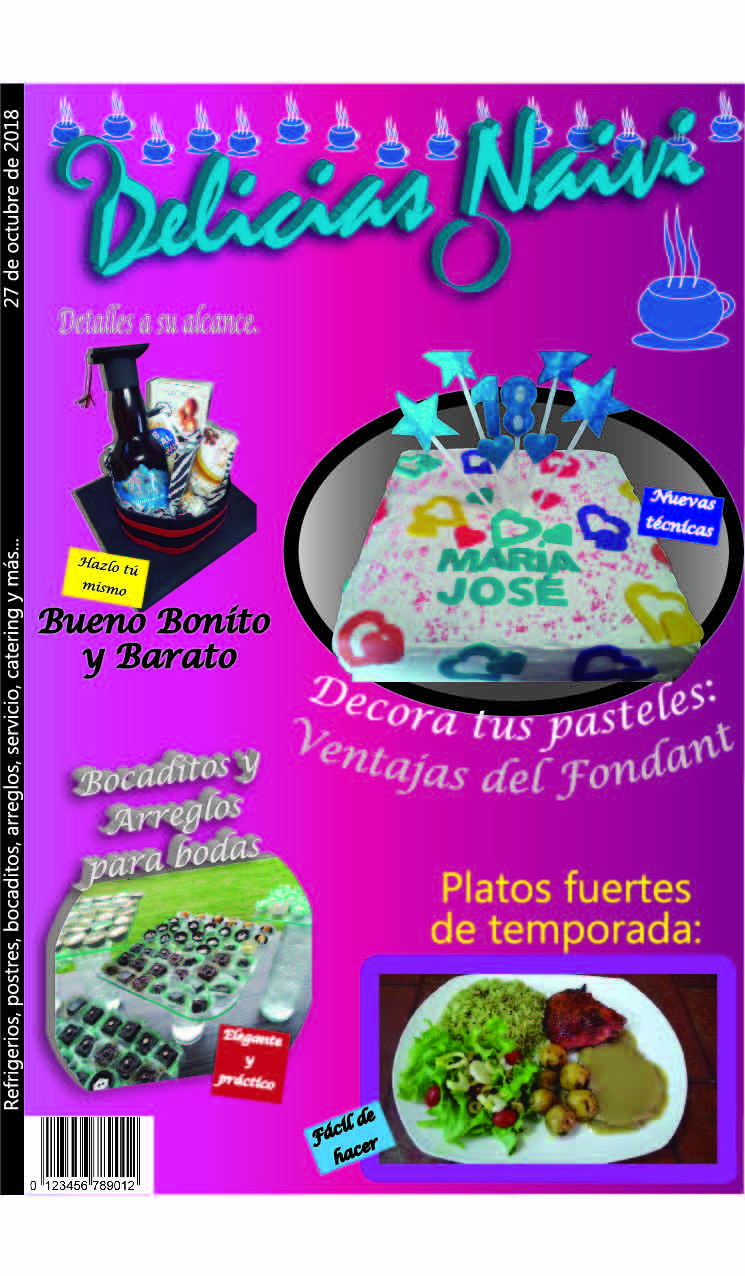 27 de octubre de 2018
Refrigerios, postres, bocaditos, arreglos, servicio, catering y más...
Delicias Naivi
Detalles a su alcance.
Hazlo tú
mismo
Bueno Bonito
y Barato
18
MARIA
JOSÉ
Nuevas
técnicas
Decora tus pasteles:
Ventajas del Fondant
Bocaditos y
Arreglos
para bodas
Elegante
y
práctico
Platos fuertes
de temporada:
Fácil de
hacer
0 123456 789012